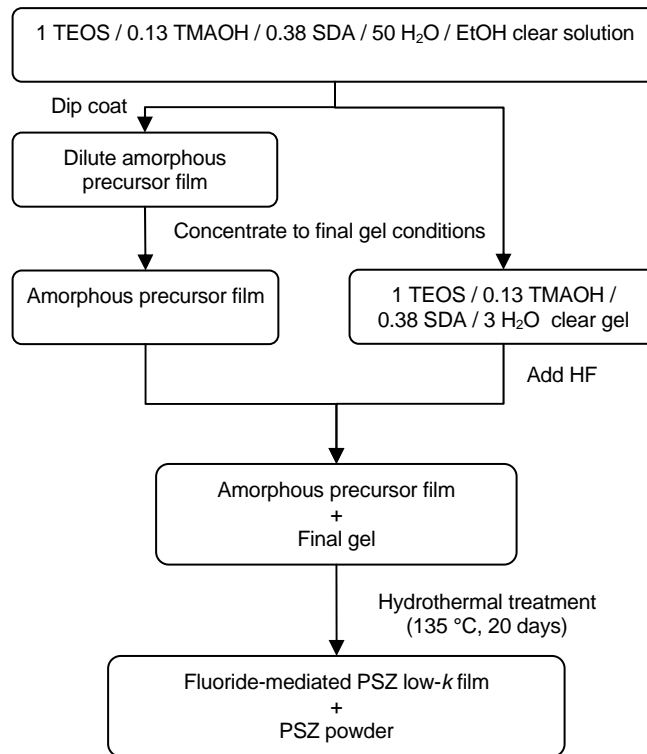 1 TEOS / 0.13 TMAOH / 0.38 SDA / 50 H₂O / EtOH clear solution
Dip coat
Dilute amorphous
precursor film
Concentrate to final gel conditions
Amorphous precursor film
1 TEOS / 0.13 TMAOH /
0.38 SDA / 3 H₂O clear gel
Add HF
Amorphous precursor film
+
Final gel
Hydrothermal treatment
(135 °C, 20 days)
Fluoride-mediated PSZ low-k film
+
PSZ powder